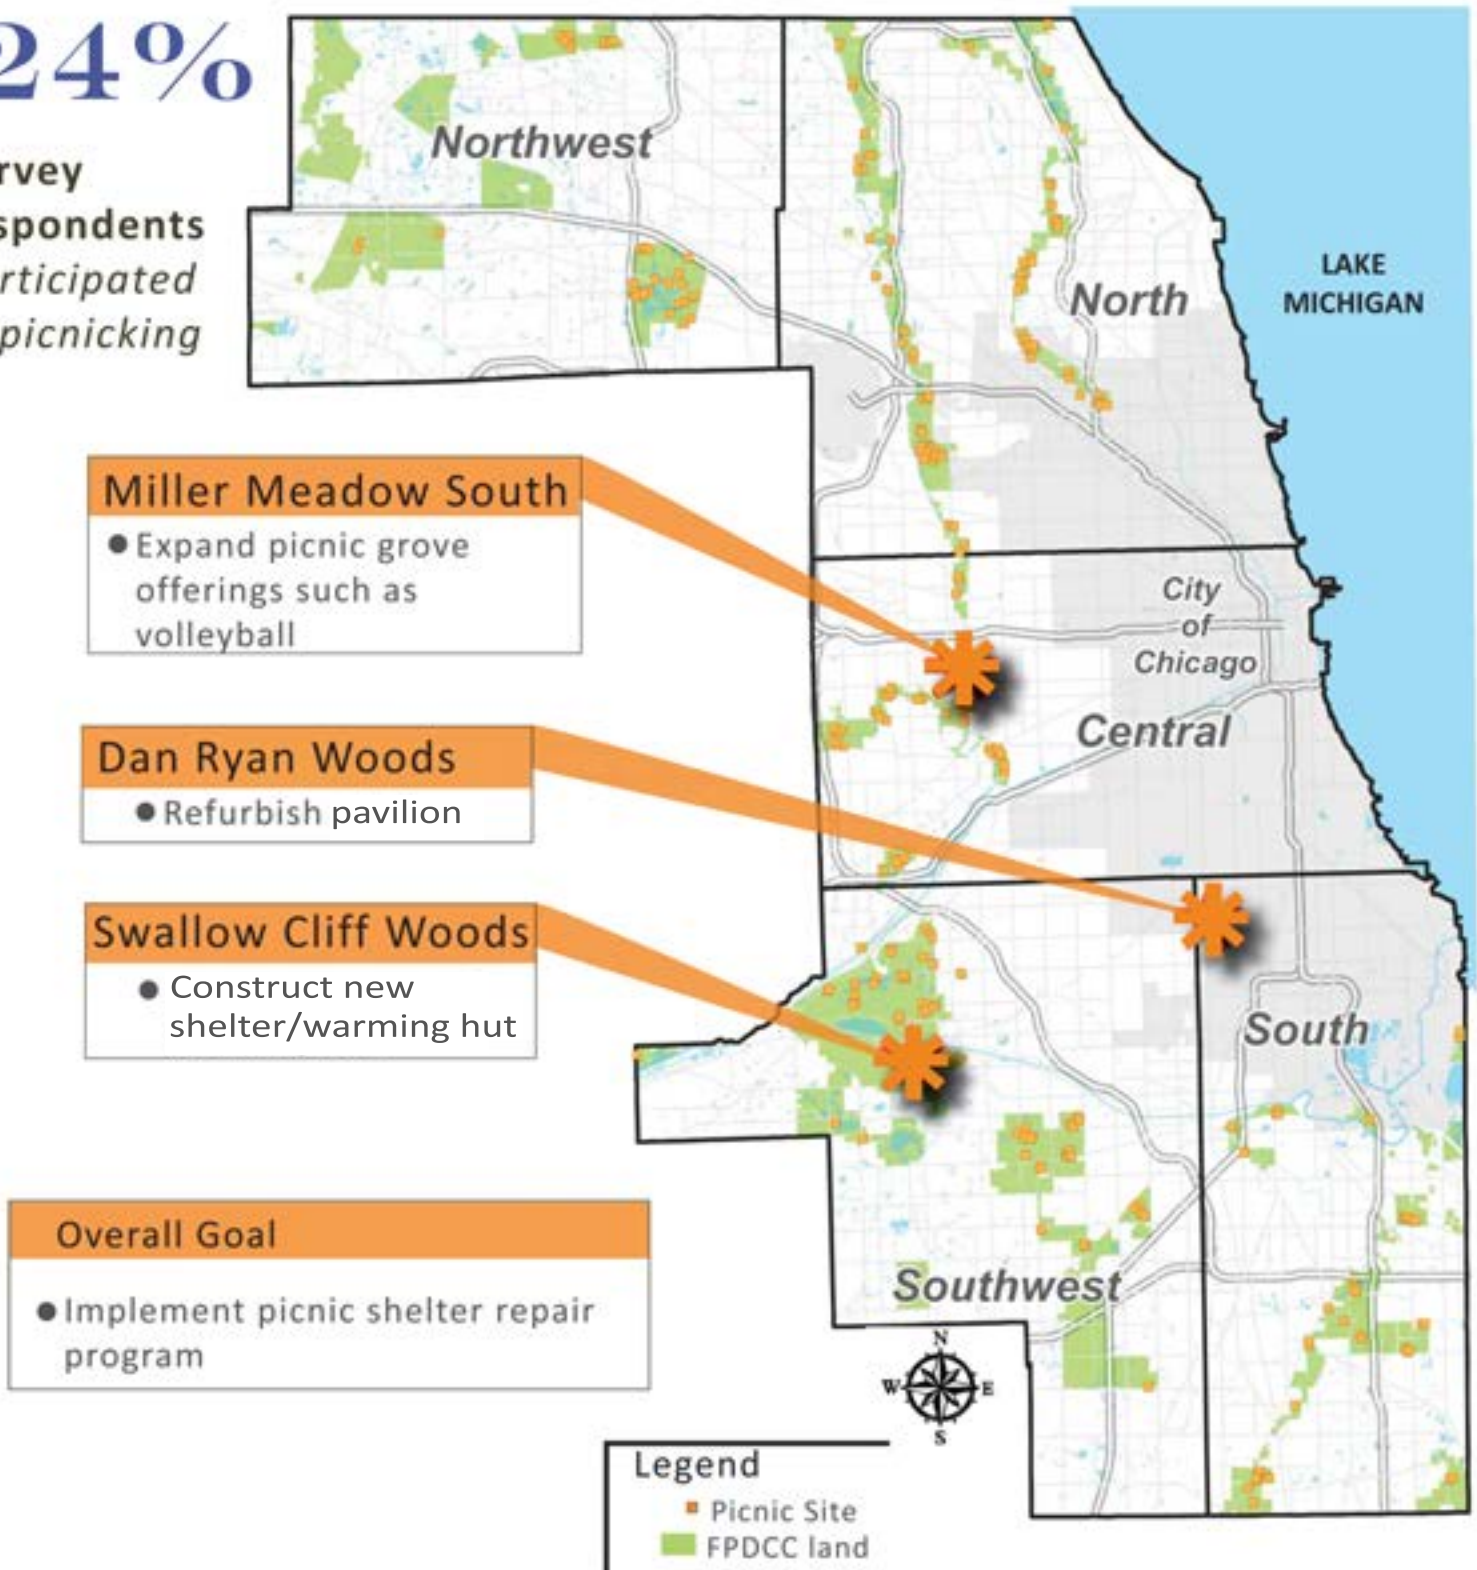 24%
rvey
spondents
rticipated
picnicking
Northwest
North
LAKE
MICHIGAN
Miller Meadow South
● Expand picnic grove
offerings such as
volleyball
City
of
Chicago
Central
Dan Ryan Woods
● Refurbish pavilion
Swallow Cliff Woods
● Construct new
shelter/warming hut
South
Overall Goal
● Implement picnic shelter repair
program
Southwest
N
W
E
S
Legend
Picnic Site
FPDCC land